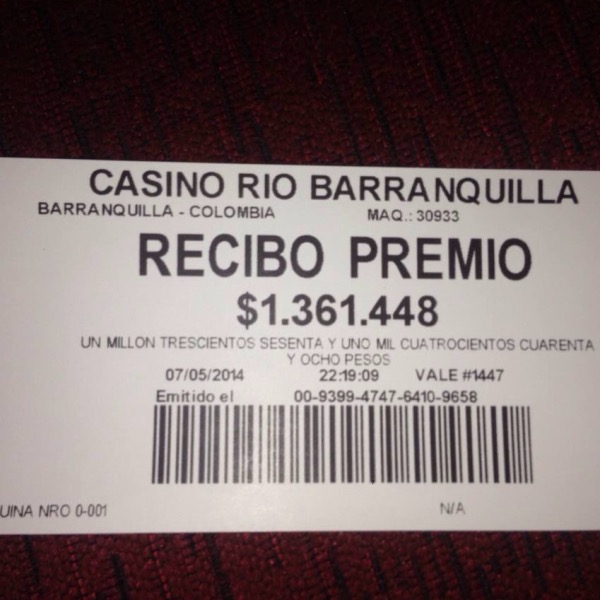 CASINO RIO BARRANQUILLA
BARRANQUILLA - COLOMBIA MAQ.: 30933
RECIBO PREMIO
$1.361.448
UN MILLON TRESCIENTOS SESENTA Y UNO MIL CUATROCIENTOS CUARENTA
Y OCHO PESOS
07/05/2014 22:19:09 VALE #1447
Emitido el 00-9399-4747-6410-9658
UINA NRO 0-001 N/A